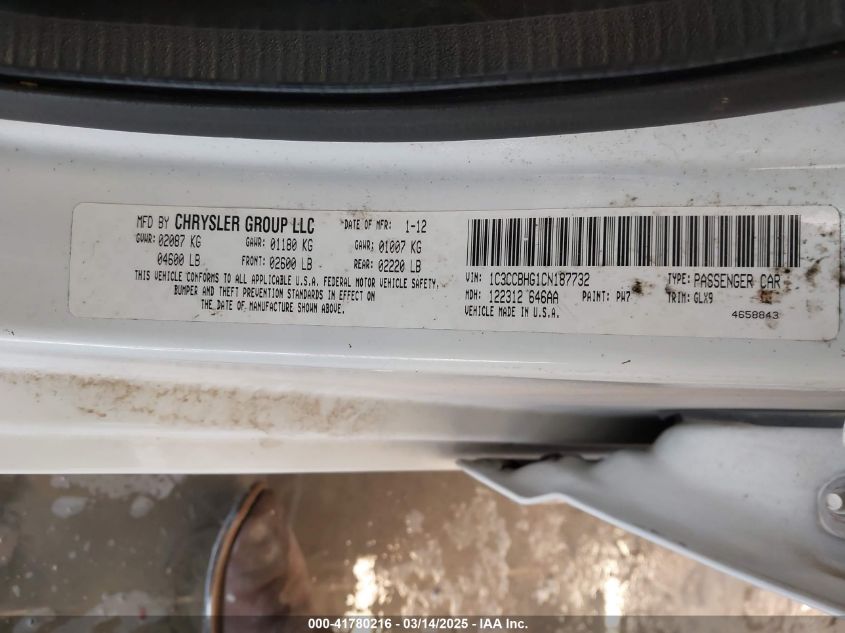 MFD BY CHRYSLER GROUP LLC DATE OF MFR: 1-12
GVWR: 02087 KG GAWR: 01180 KG GAWR: 01007 KG
04600 LB FRONT: 02600 LB REAR: 02220 LB
THIS VEHICLE CONFORMS TO ALL APPLICABLE U.S.A. FEDERAL MOTOR VEHICLE SAFETY,
BUMPER AND THEFT PREVENTION STANDARDS IN EFFECT ON
THE DATE OF MANUFACTURE SHOWN ABOVE.
VIN: 1C3CCBHG1CN187732 TYPE: PASSENGER CAR
MDH: 122312 646AA PAINT: PW7 TRIM: GLX9
VEHICLE MADE IN U.S.A. 4658843
000-41780216 - 03/14/2025 - IAA Inc.